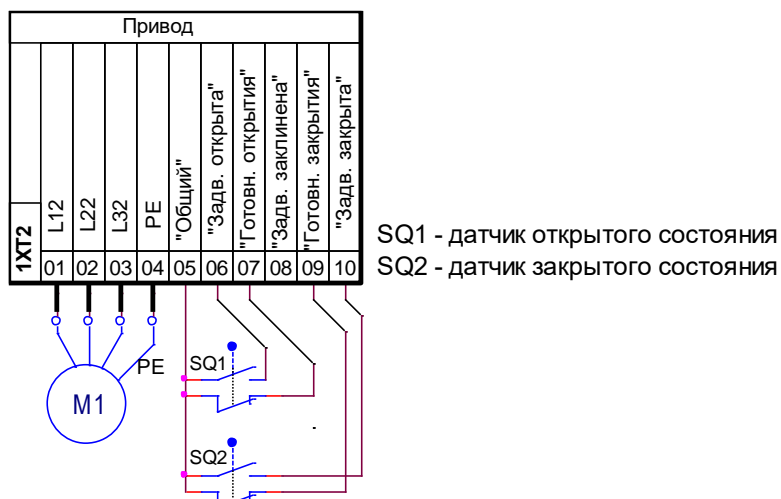 Привод
1XT2
L12
L22
L32
PE
"Общий"
"Задв. открыта"
"Готовн. открытия"
"Задв. заклинена"
"Готовн. закрытия"
"Задв. закрыта"
01 02 03 04 05 06 07 08 09 10
SQ1 - датчик открытого состояния
SQ2 - датчик закрытого состояния
PE
SQ1
M1
SQ2